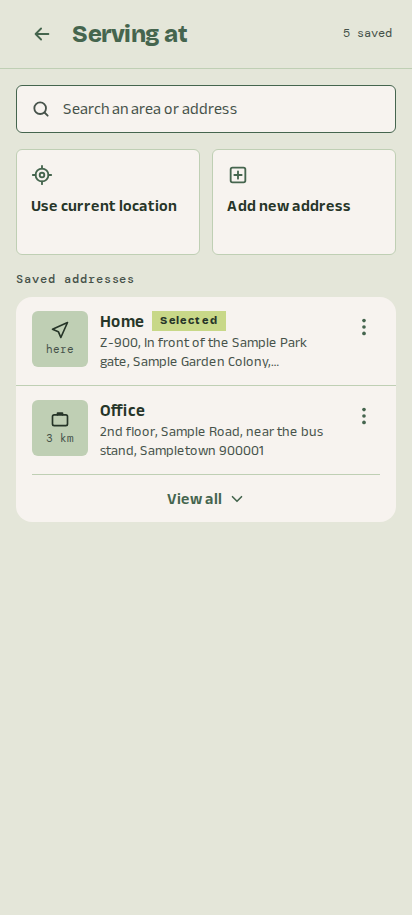 Serving at
5 saved
Search an area or address
Use current location
Add new address
Saved addresses
Home
Selected
here
Z-900, In front of the Sample Park
gate, Sample Garden Colony,...
Office
3 km
2nd floor, Sample Road, near the bus
stand, Sampletown 900001
View all